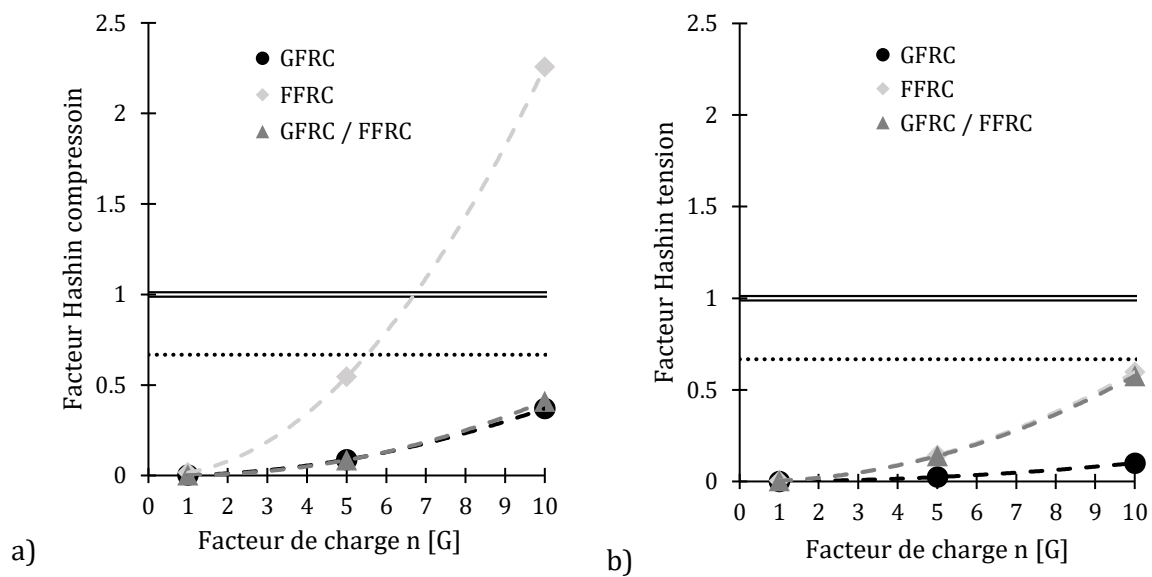 2.5
2
1.5
1
0.5
0
0 1 2 3 4 5 6 7 8 9 10
Facteur Hashin compressoin
Facteur de charge n [G]
GFRC
FFRC
GFRC / FFRC
a)
2.5
2
1.5
1
0.5
0
0 1 2 3 4 5 6 7 8 9 10
Facteur Hashin tension
Facteur de charge n [G]
GFRC
FFRC
GFRC / FFRC
b)